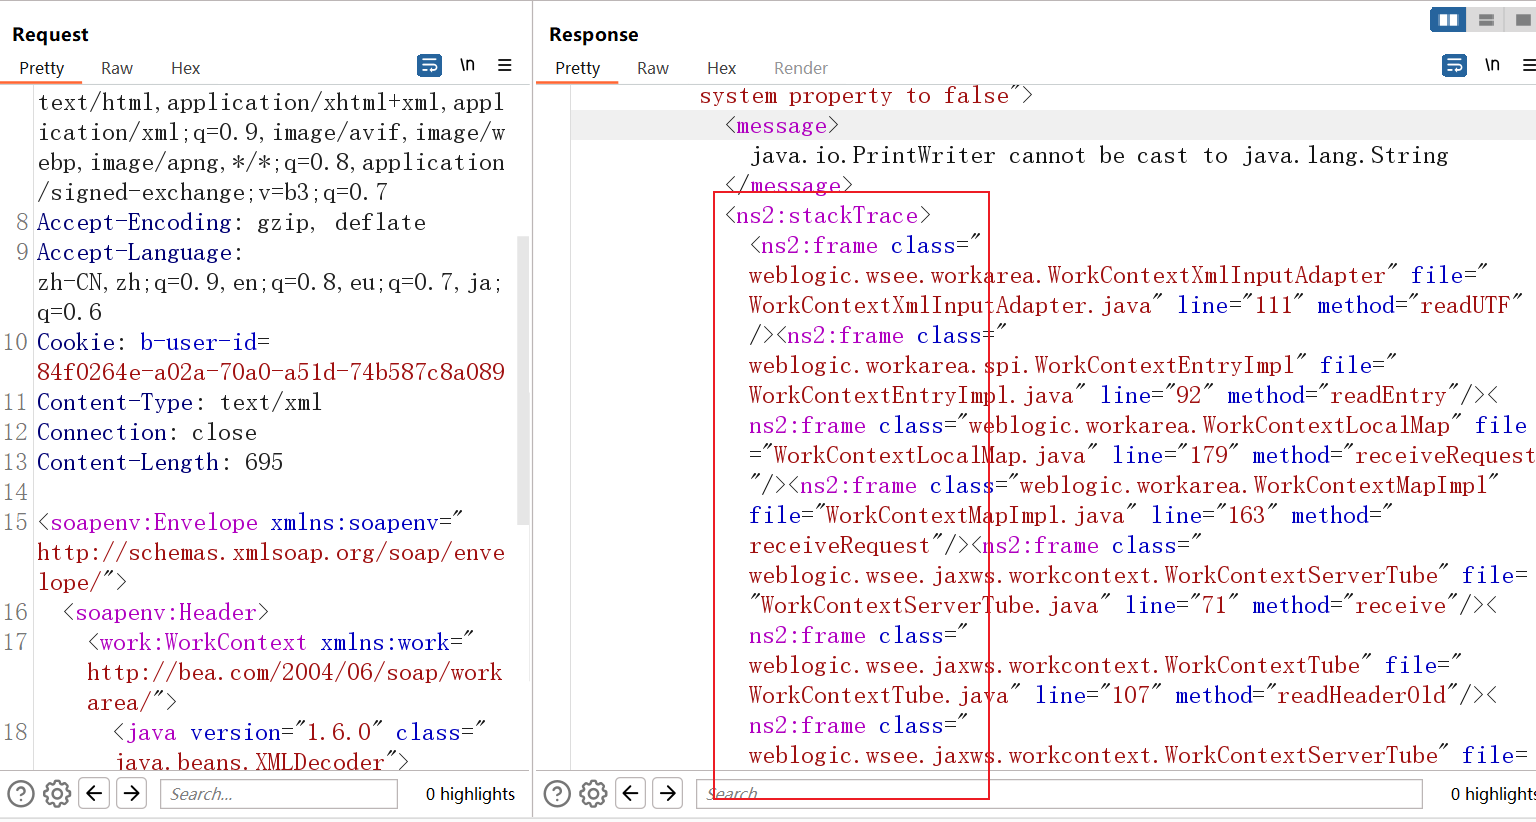 Request
Pretty Raw Hex \n
text/html,application/xhtml+xml,appl
ication/xml;q=0.9,image/avif,image/w
ebp,image/apng,*/*;q=0.8,application
/signed-exchange;v=b3;q=0.7
8 Accept-Encoding: gzip, deflate
9 Accept-Language:
zh-CN,zh;q=0.9,en;q=0.8,eu;q=0.7,ja;
q=0.6
10 Cookie: b-user-id=
84f0264e-a02a-70a0-a51d-74b587c8a089
11 Content-Type: text/xml
12 Connection: close
13 Content-Length: 695
14
15 <soapenv:Envelope xmlns:soapenv="
http://schemas.xmlsoap.org/soap/enve
lope/">
16 <soapenv:Header>
17 <work:WorkContext xmlns:work="
http://bea.com/2004/06/soap/work
area/">
18 <java version="1.6.0" class="
java.beans.XMLDecoder">
Search...
0 highlights
Response
Pretty Raw Hex Render \n
system property to false">
<message>
java.io.PrintWriter cannot be cast to java.lang.String
</message>
<ns2:stackTrace>
<ns2:frame class="
weblogic.wsee.workarea.WorkContextXmlInputAdapter" file="
WorkContextXmlInputAdapter.java" line="111" method="readUTF"
/><ns2:frame class="
weblogic.workarea.spi.WorkContextEntryImpl" file="
WorkContextEntryImpl.java" line="92" method="readEntry"/><
ns2:frame class="weblogic.workarea.WorkContextLocalMap" file
="WorkContextLocalMap.java" line="179" method="receiveRequest
"/><ns2:frame class="weblogic.workarea.WorkContextMapImpl"
file="WorkContextMapImpl.java" line="163" method="
receiveRequest"/><ns2:frame class="
weblogic.wsee.jaxws.workcontext.WorkContextServerTube" file=
"WorkContextServerTube.java" line="71" method="receive"/><
ns2:frame class="
weblogic.wsee.jaxws.workcontext.WorkContextTube" file="
WorkContextTube.java" line="107" method="readHeaderOld"/><
ns2:frame class="
weblogic.wsee.jaxws.workcontext.WorkContextServerTube" file=
Search
0 highlights